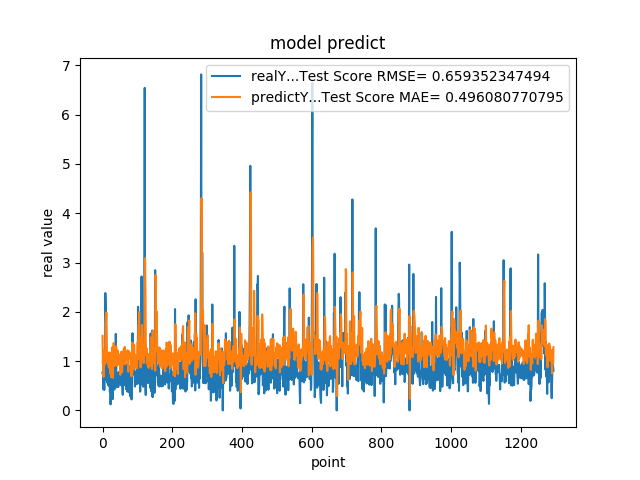 model predict
realY...Test Score RMSE= 0.659352347494
predictY...Test Score MAE= 0.496080770795
7
6
5
4
3
2
1
0
real value
0 200 400 600 800 1000 1200
point